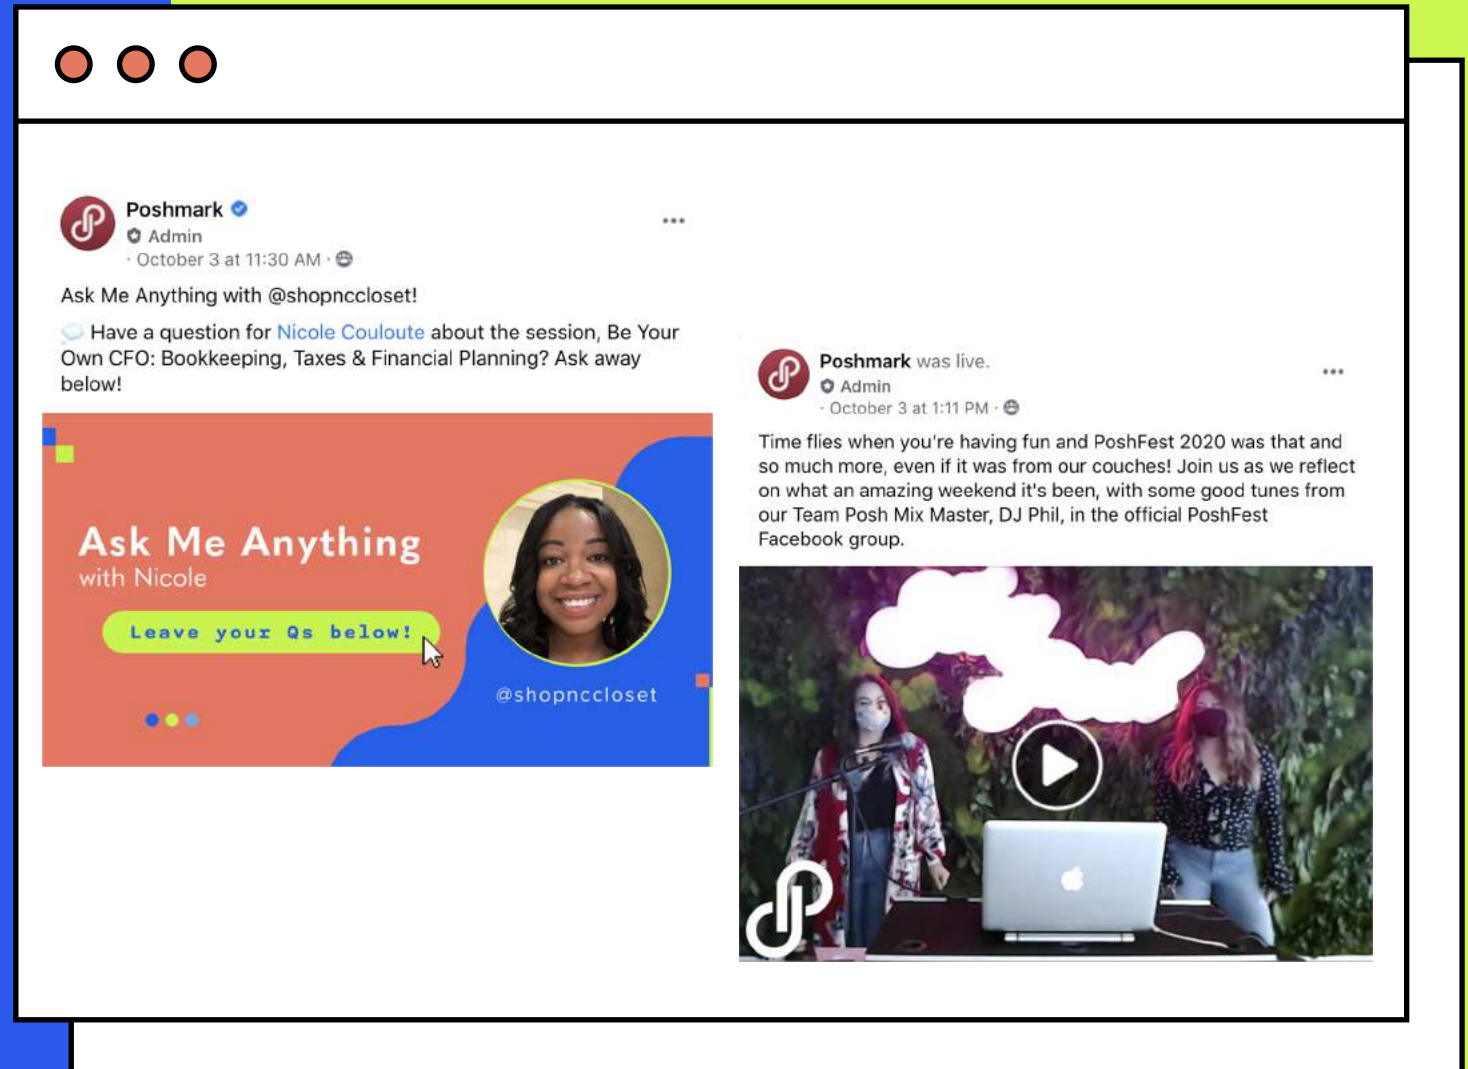 Poshmark
Admin
· October 3 at 11:30 AM ·
Ask Me Anything with @shopnccloset!
💭 Have a question for Nicole Couloute about the session, Be Your
Own CFO: Bookkeeping, Taxes & Financial Planning? Ask away
below!
Ask Me Anything
with Nicole
Leave your Qs below!
@shopnccloset
Poshmark was live.
Admin
· October 3 at 1:11 PM ·
Time flies when you're having fun and PoshFest 2020 was that and
so much more, even if it was from our couches! Join us as we reflect
on what an amazing weekend it's been, with some good tunes from
our Team Posh Mix Master, DJ Phil, in the official PoshFest
Facebook group.